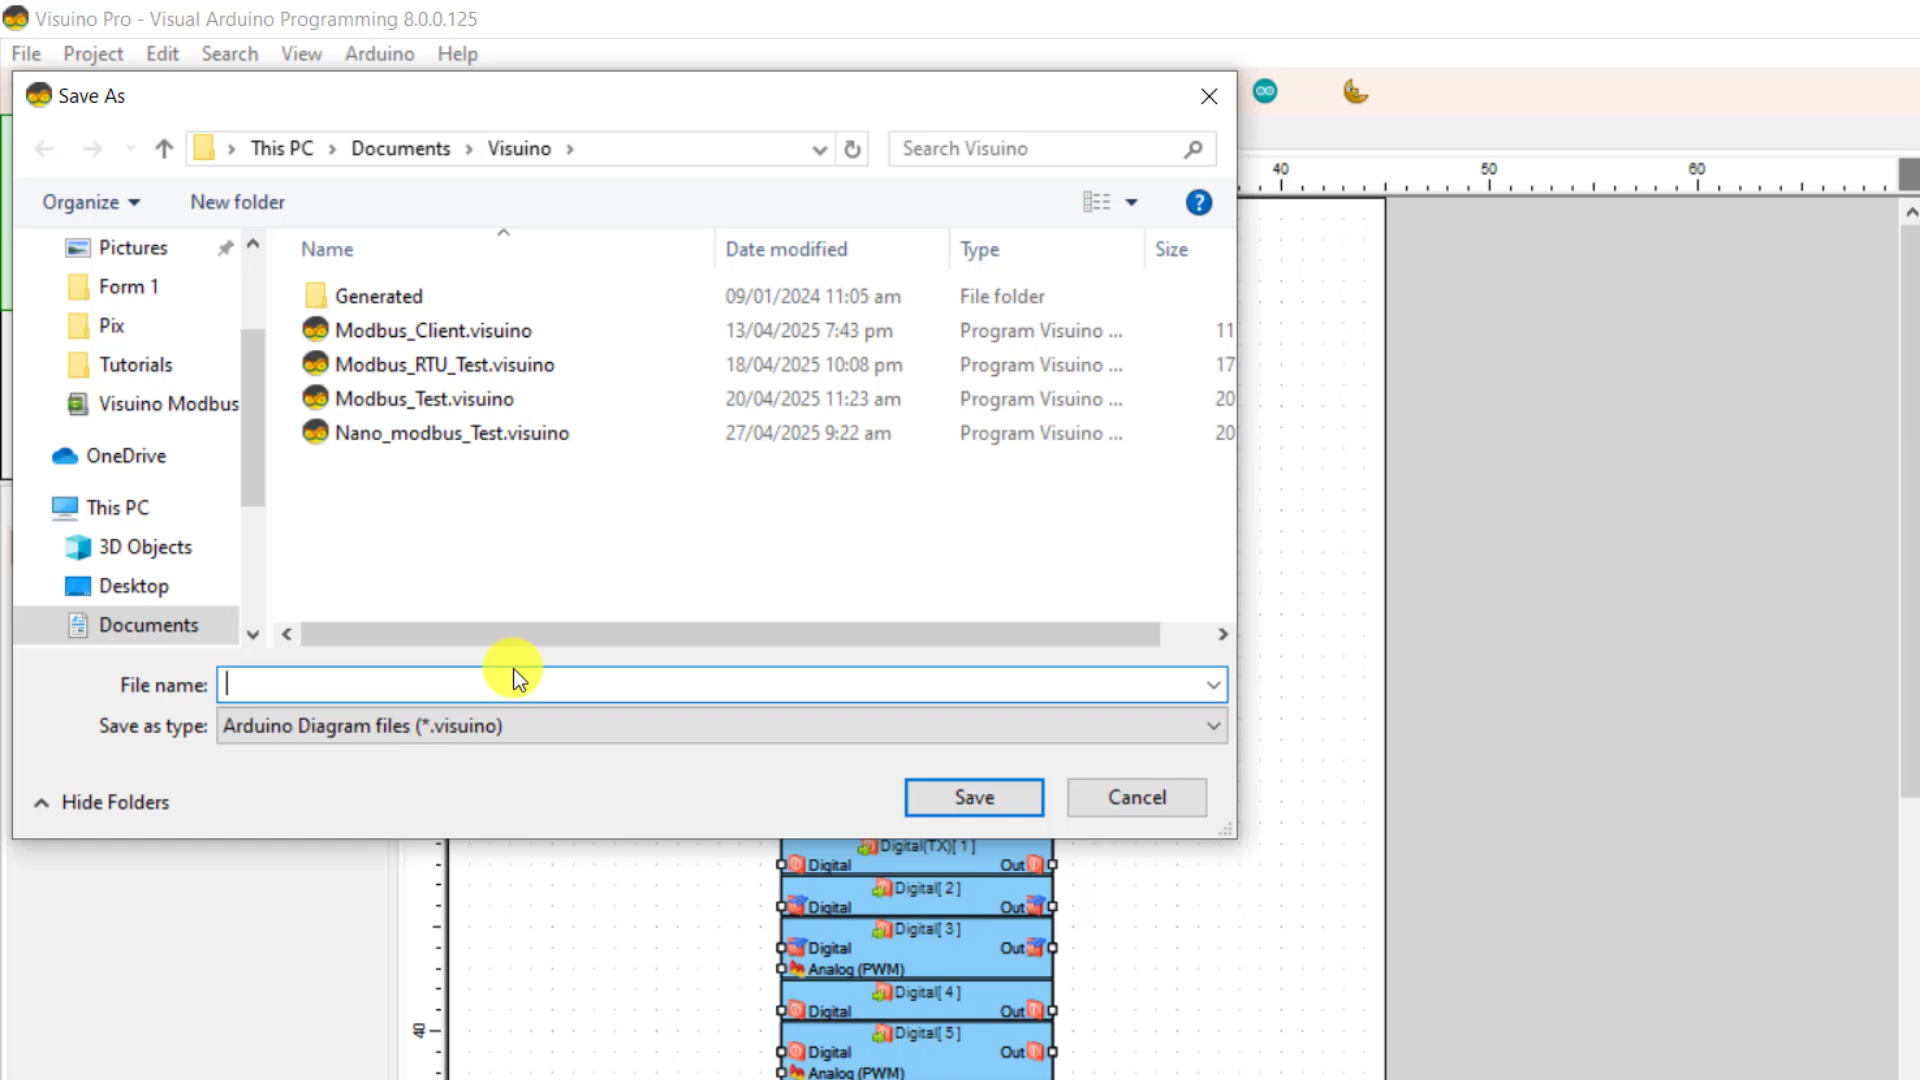 Visuino Pro - Visual Arduino Programming 8.0.0.125
File Project Edit Search View Arduino Help
Save As
This PC > Documents > Visuino >
Search Visuino
Organize
New folder
Name Date modified Type Size
Pictures
Form 1
Pix
Tutorials
Visuino Modbus
OneDrive
This PC
3D Objects
Desktop
Documents
Generated 09/01/2024 11:05 am File folder
Modbus_Client.visuino 13/04/2025 7:43 pm Program Visuino ... 11
Modbus_RTU_Test.visuino 18/04/2025 10:08 pm Program Visuino ... 17
Modbus_Test.visuino 20/04/2025 11:23 am Program Visuino ... 20
Nano_modbus_Test.visuino 27/04/2025 9:22 am Program Visuino ... 20
File name:
Save as type: Arduino Diagram files (*.visuino)
Hide Folders
Save
Cancel
40 50 60
Digital(TX)[ 1 ]
Digital Out
Digital[ 2 ]
Digital Out
Digital[ 3 ]
Digital Out
Analog (PWM)
Digital[ 4 ]
Digital Out
Digital[ 5 ]
Digital Out
Analog (PWM)
40